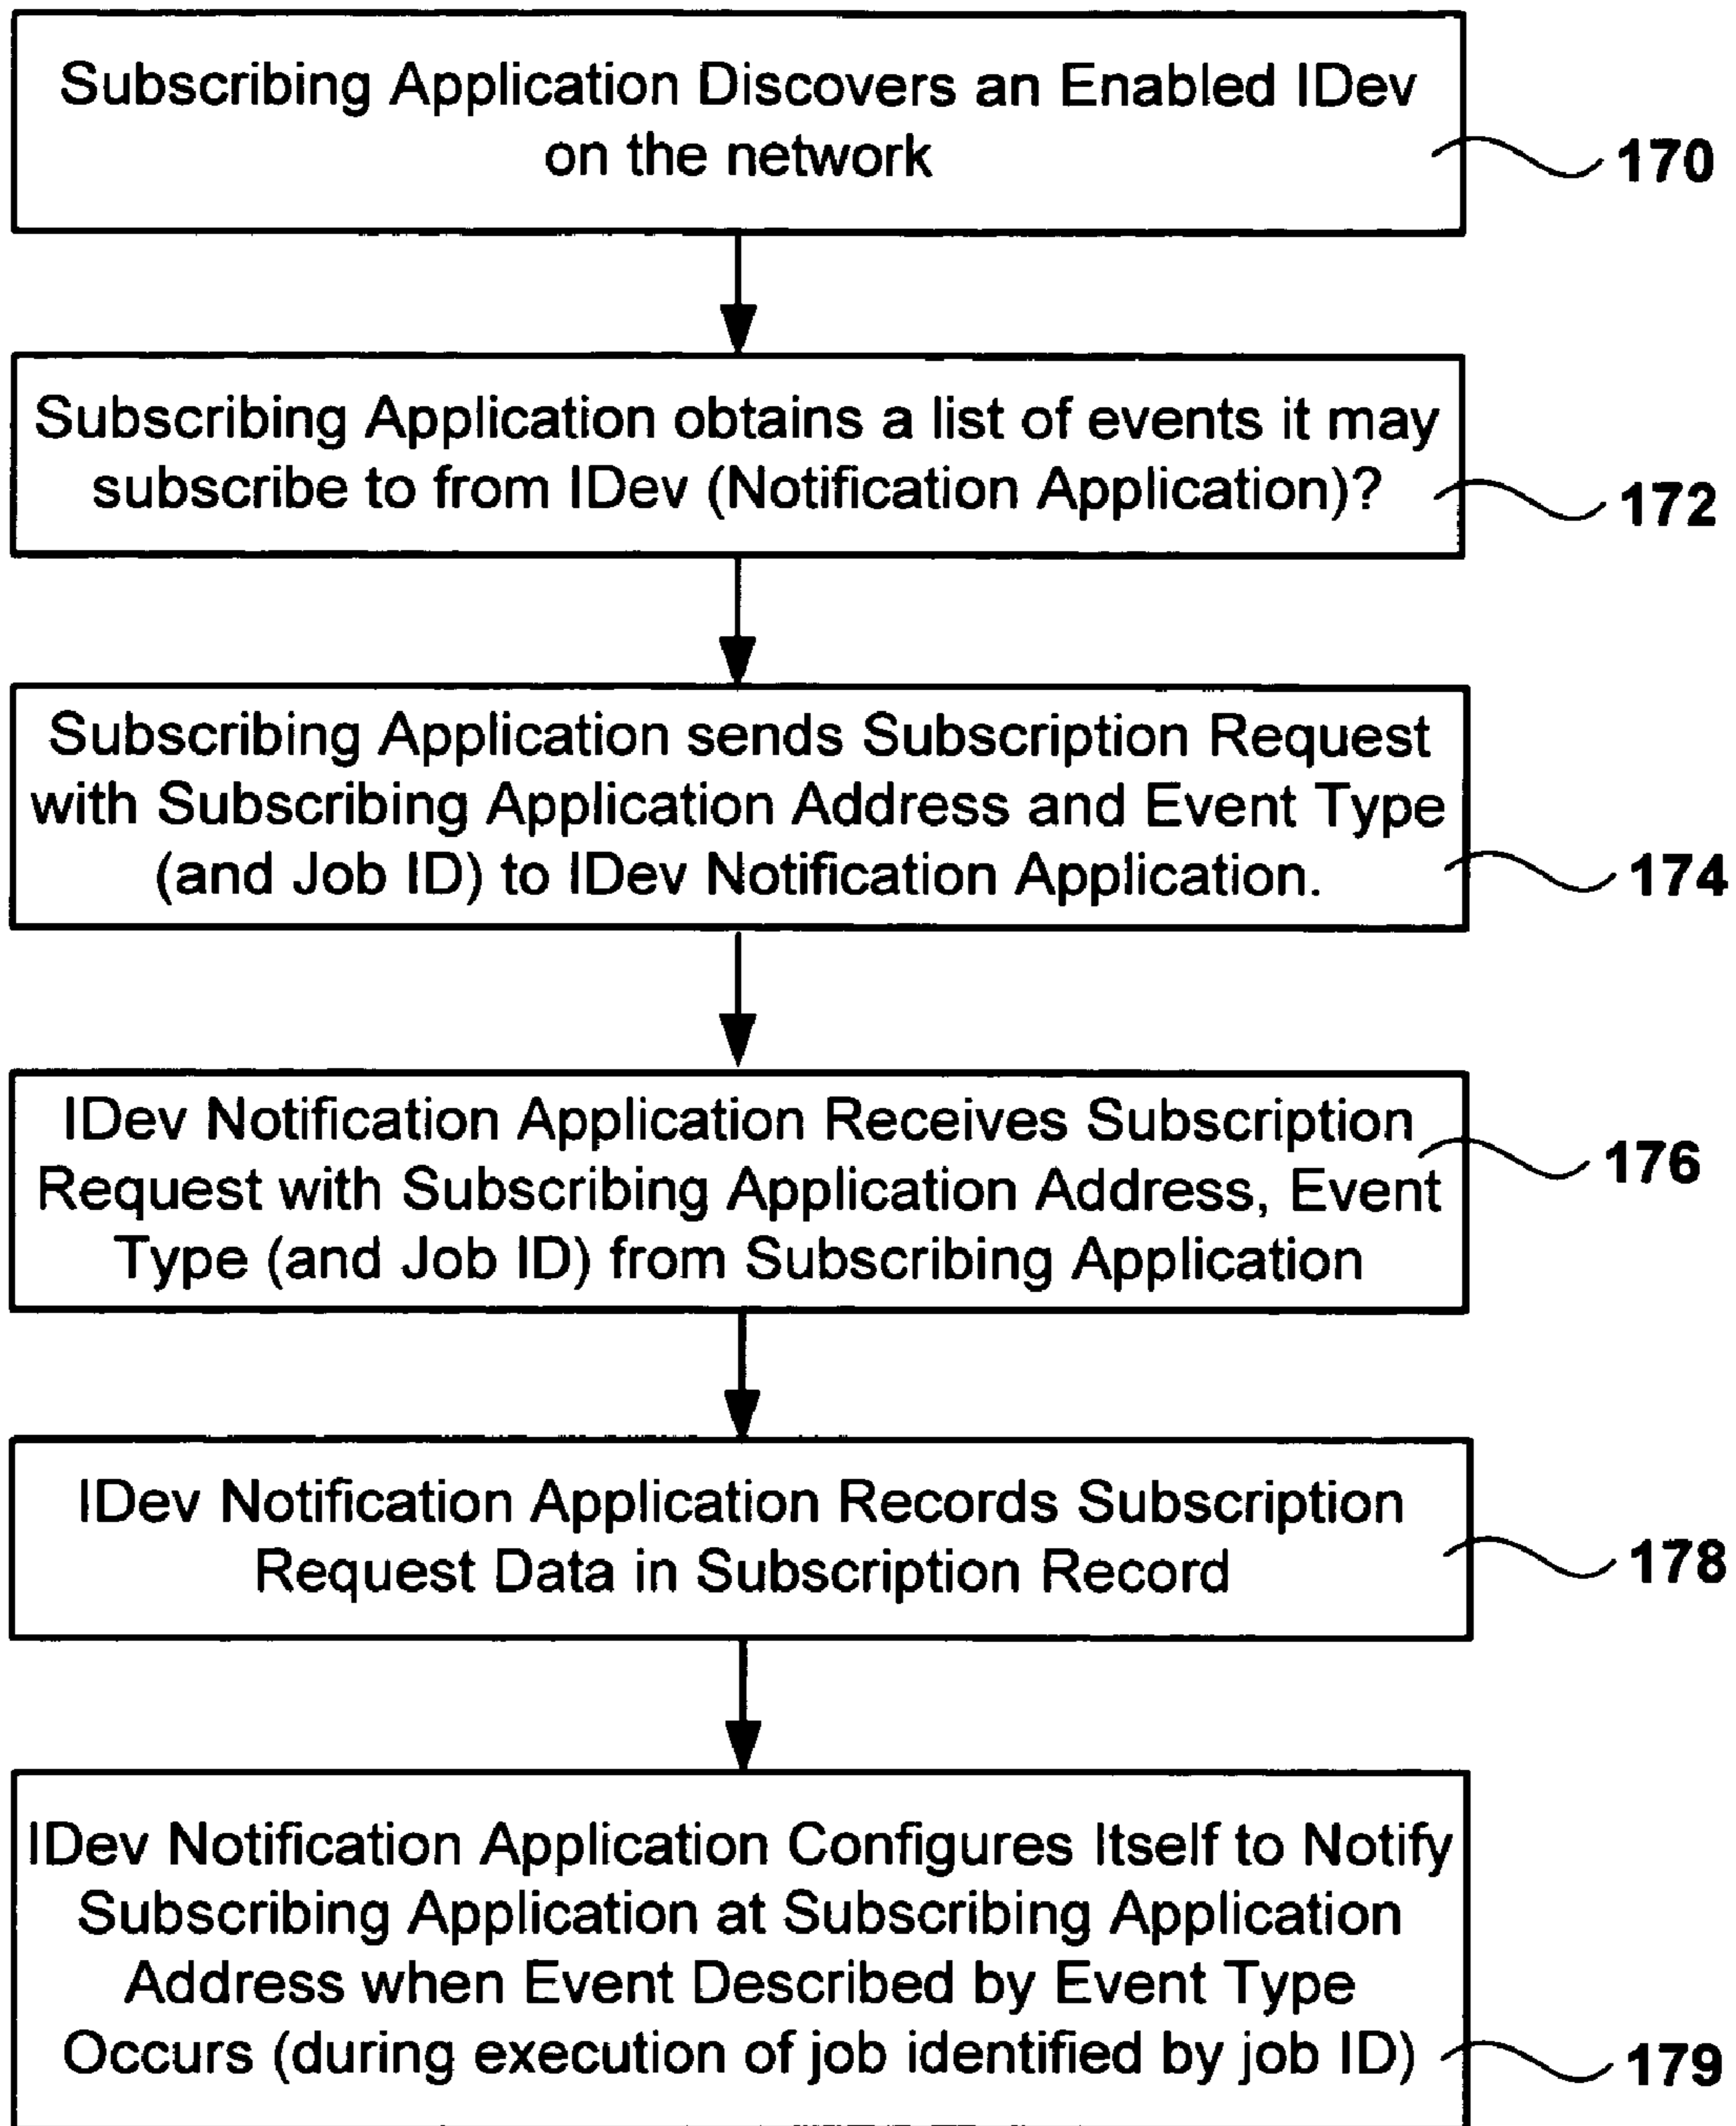 Subscribing Application Discovers an Enabled IDev
on the network
170
Subscribing Application obtains a list of events it may
subscribe to from IDev (Notification Application)?
172
Subscribing Application sends Subscription Request
with Subscribing Application Address and Event Type
(and Job ID) to IDev Notification Application.
174
IDev Notification Application Receives Subscription
Request with Subscribing Application Address, Event
Type (and Job ID) from Subscribing Application
176
IDev Notification Application Records Subscription
Request Data in Subscription Record
178
IDev Notification Application Configures Itself to Notify
Subscribing Application at Subscribing Application
Address when Event Described by Event Type
Occurs (during execution of job identified by job ID)
179